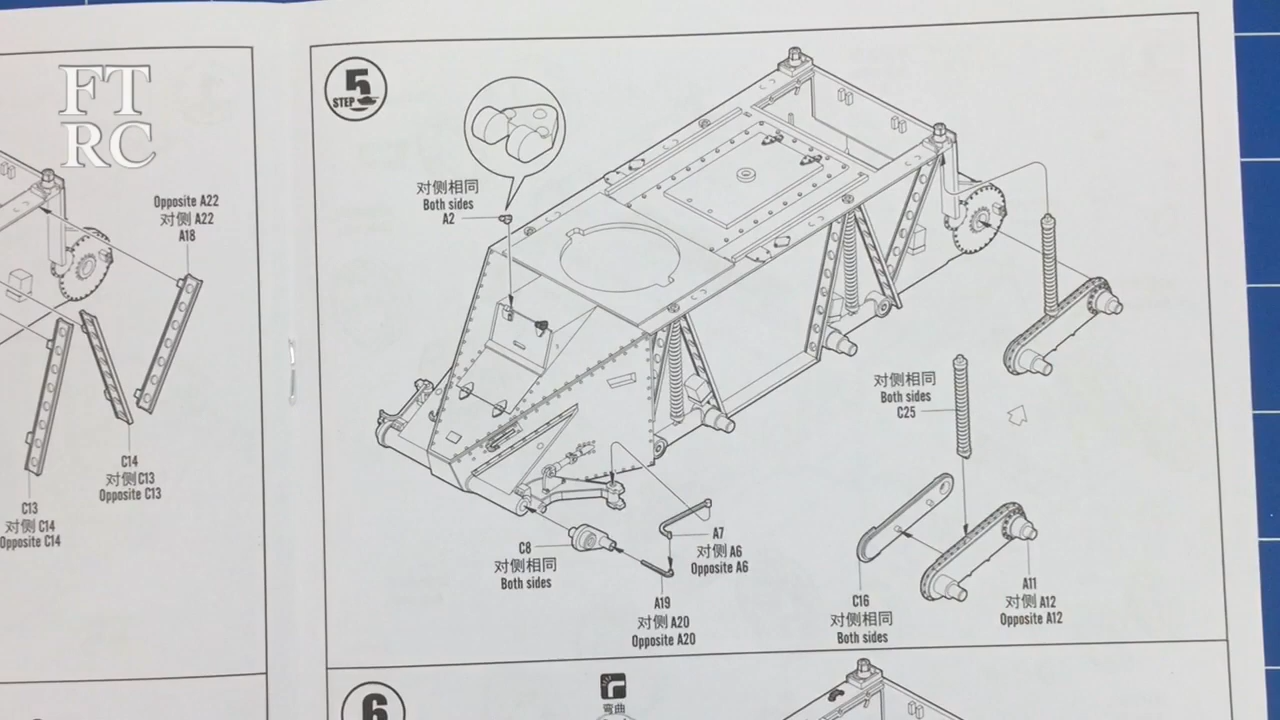 FT
RC
Opposite A22
对侧 A22
A18
C14
对侧 C13
Opposite C13
C13
对侧 C14
Opposite C14
5
STEP
对侧相同
Both sides
A2
对侧相同
Both sides
C25
C8
对侧相同
Both sides
A7
对侧 A6
Opposite A6
A19
对侧 A20
Opposite A20
C16
对侧相同
Both sides
A11
对侧 A12
Opposite A12
6
弯曲